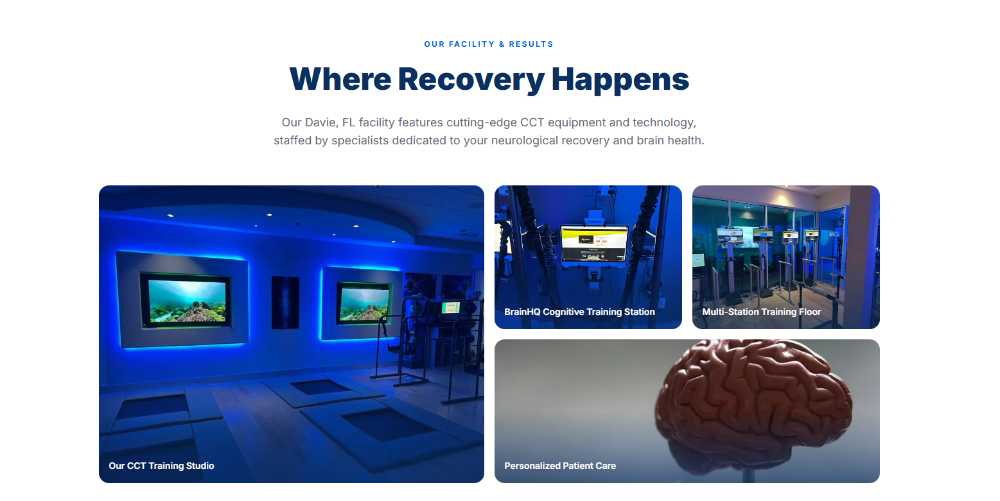 OUR FACILITY & RESULTS
Where Recovery Happens
Our Davie, FL facility features cutting-edge CCT equipment and technology,
staffed by specialists dedicated to your neurological recovery and brain health.
BrainHQ Cognitive Training Station
Multi-Station Training Floor
Our CCT Training Studio
Personalized Patient Care